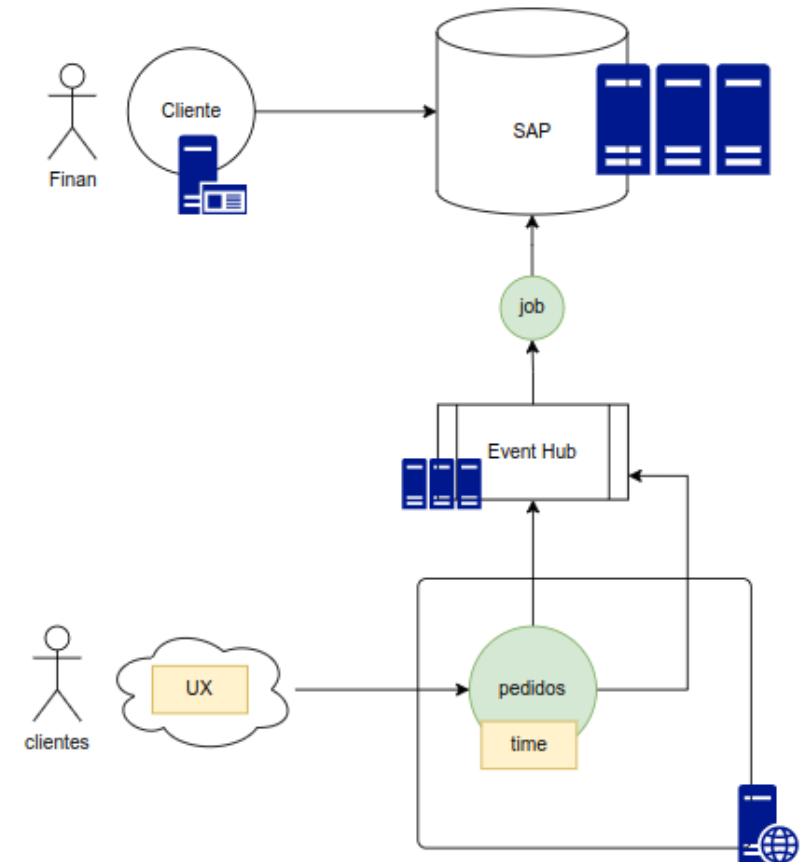 Cliente
SAP
Finan
job
Event Hub
UX
pedidos
clientes
time